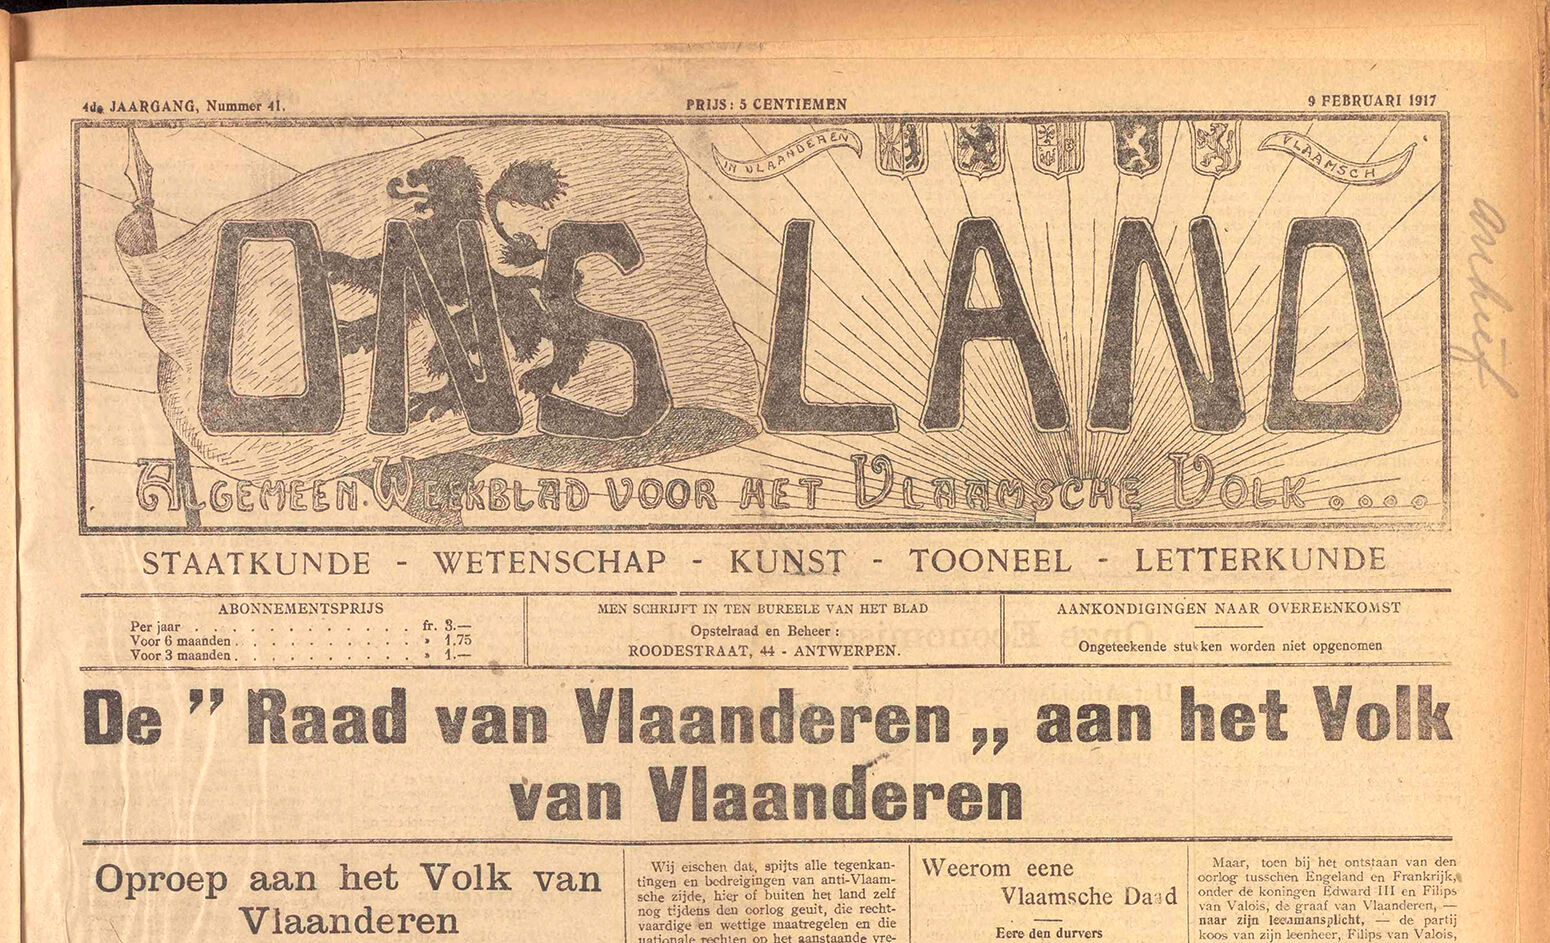 4de JAARGANG, Nummer 41.
PRIJS: 5 CENTIEMEN
9 FEBRUARI 1917
IN VLAANDEREN
VLAAMSCH
ONS LAND
archief
ALGEMEEN WEEKBLAD VOOR HET VLAAMSCHE VOLK....
STAATKUNDE - WETENSCHAP - KUNST - TOONEEL - LETTERKUNDE
ABONNEMENTSPRIJS
Per jaar . . . . . . . . . . . fr. 3.—
Voor 6 maanden . . . . . . . . . » 1.75
Voor 3 maanden . . . . . . . . . » 1.—
MEN SCHRIJFT IN TEN BUREELE VAN HET BLAD
Opstelraad en Beheer :
ROODESTRAAT, 44 - ANTWERPEN.
AANKONDIGINGEN NAAR OVEREENKOMST
Ongeteekende stukken worden niet opgenomen
De " Raad van Vlaanderen „ aan het Volk
van Vlaanderen
Oproep aan het Volk van
Vlaanderen
Wij eischen dat, spijts alle tegenkan-
tingen en bedreigingen van anti-Vlaam-
sche zijde, hier of buiten het land zelf
nog tijdens den oorlog geuit, die recht-
vaardige en wettige maatregelen en die
nationale rechten op het aanstaande vre-
Weerom eene
Vlaamsche Daad
Eere den durvers
Maar, toen bij het ontstaan van den
oorlog tusschen Engeland en Frankrijk,
onder de koningen Edward III en Filips
van Valois, de graaf van Vlaanderen, —
naar zijn leenmansplicht, — de partij
koos van zijn leenheer, Filips van Valois,